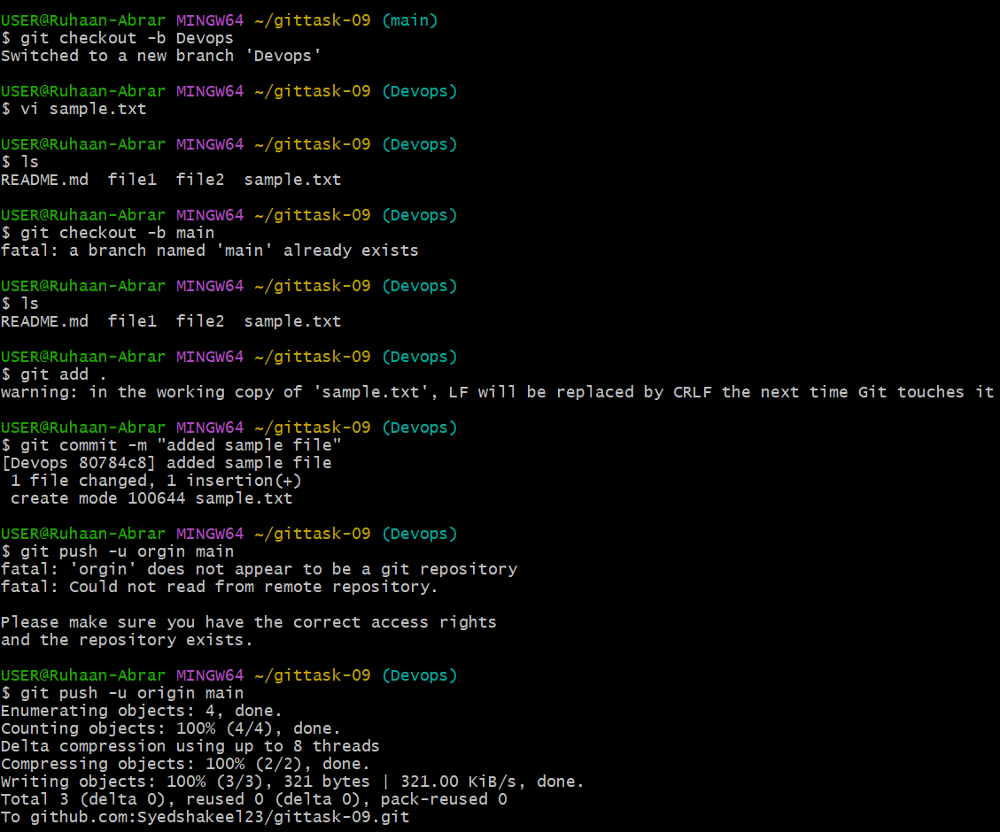 USER@Ruhaan-Abrar MINGW64 ~/gittask-09 (main)
$ git checkout -b Devops
Switched to a new branch 'Devops'
USER@Ruhaan-Abrar MINGW64 ~/gittask-09 (Devops)
$ vi sample.txt
USER@Ruhaan-Abrar MINGW64 ~/gittask-09 (Devops)
$ ls
README.md  file1  file2  sample.txt
USER@Ruhaan-Abrar MINGW64 ~/gittask-09 (Devops)
$ git checkout -b main
fatal: a branch named 'main' already exists
USER@Ruhaan-Abrar MINGW64 ~/gittask-09 (Devops)
$ ls
README.md  file1  file2  sample.txt
USER@Ruhaan-Abrar MINGW64 ~/gittask-09 (Devops)
$ git add .
warning: in the working copy of 'sample.txt', LF will be replaced by CRLF the next time Git touches it
USER@Ruhaan-Abrar MINGW64 ~/gittask-09 (Devops)
$ git commit -m "added sample file"
[Devops 80784c8] added sample file
 1 file changed, 1 insertion(+)
 create mode 100644 sample.txt
USER@Ruhaan-Abrar MINGW64 ~/gittask-09 (Devops)
$ git push -u orgin main
fatal: 'orgin' does not appear to be a git repository
fatal: Could not read from remote repository.
Please make sure you have the correct access rights
and the repository exists.
USER@Ruhaan-Abrar MINGW64 ~/gittask-09 (Devops)
$ git push -u origin main
Enumerating objects: 4, done.
Counting objects: 100% (4/4), done.
Delta compression using up to 8 threads
Compressing objects: 100% (2/2), done.
Writing objects: 100% (3/3), 321 bytes | 321.00 KiB/s, done.
Total 3 (delta 0), reused 0 (delta 0), pack-reused 0
To github.com:Syedshakeel23/gittask-09.git